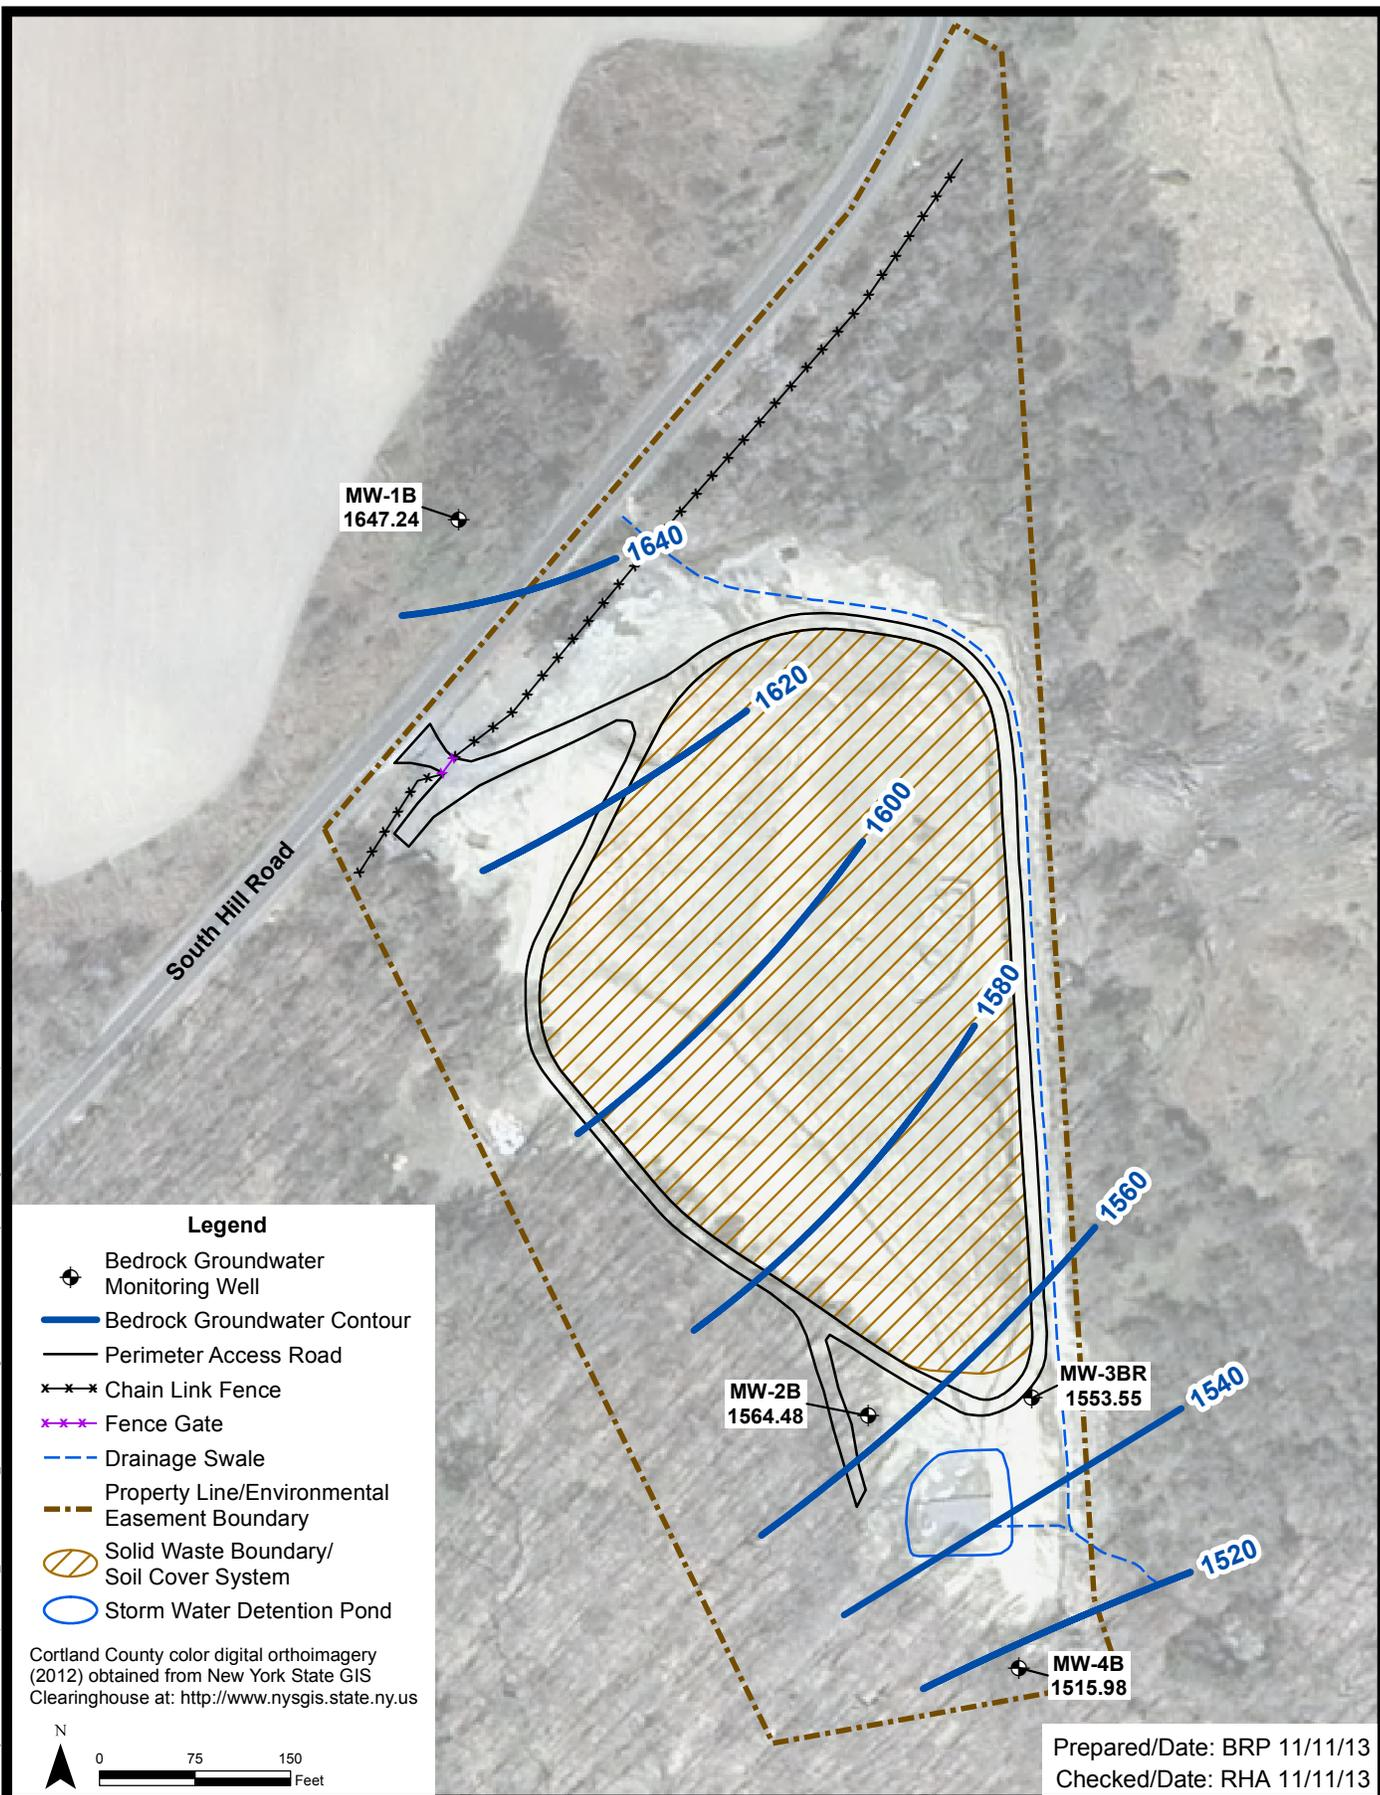 MW-1B
1647.24
1640
1620
1600
South Hill Road
1580
1560
MW-3BR
1553.55
MW-2B
1564.48
1540
1520
MW-4B
1515.98
Legend
Bedrock Groundwater
Monitoring Well
Bedrock Groundwater Contour
Perimeter Access Road
Chain Link Fence
Fence Gate
Drainage Swale
Property Line/Environmental
Easement Boundary
Solid Waste Boundary/
Soil Cover System
Storm Water Detention Pond
Cortland County color digital orthoimagery
(2012) obtained from New York State GIS
Clearinghouse at: http://www.nysgis.state.ny.us
N
0 75 150
Feet
Prepared/Date: BRP 11/11/13
Checked/Date: RHA 11/11/13